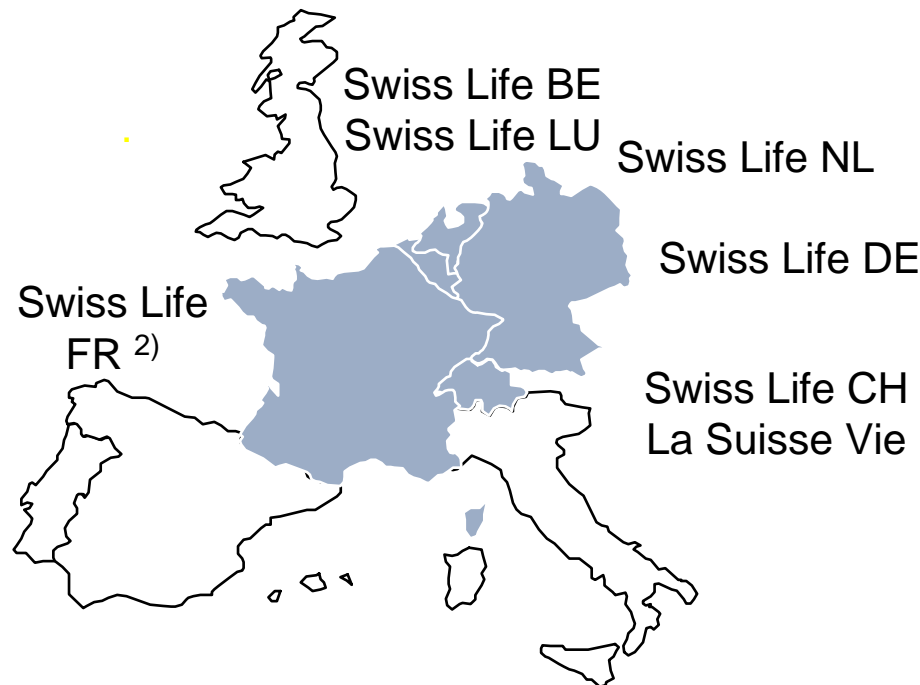 Swiss Life BE
Swiss Life LU
Swiss Life NL
Swiss Life DE
Swiss Life
FR 2)
Swiss Life CH
La Suisse Vie